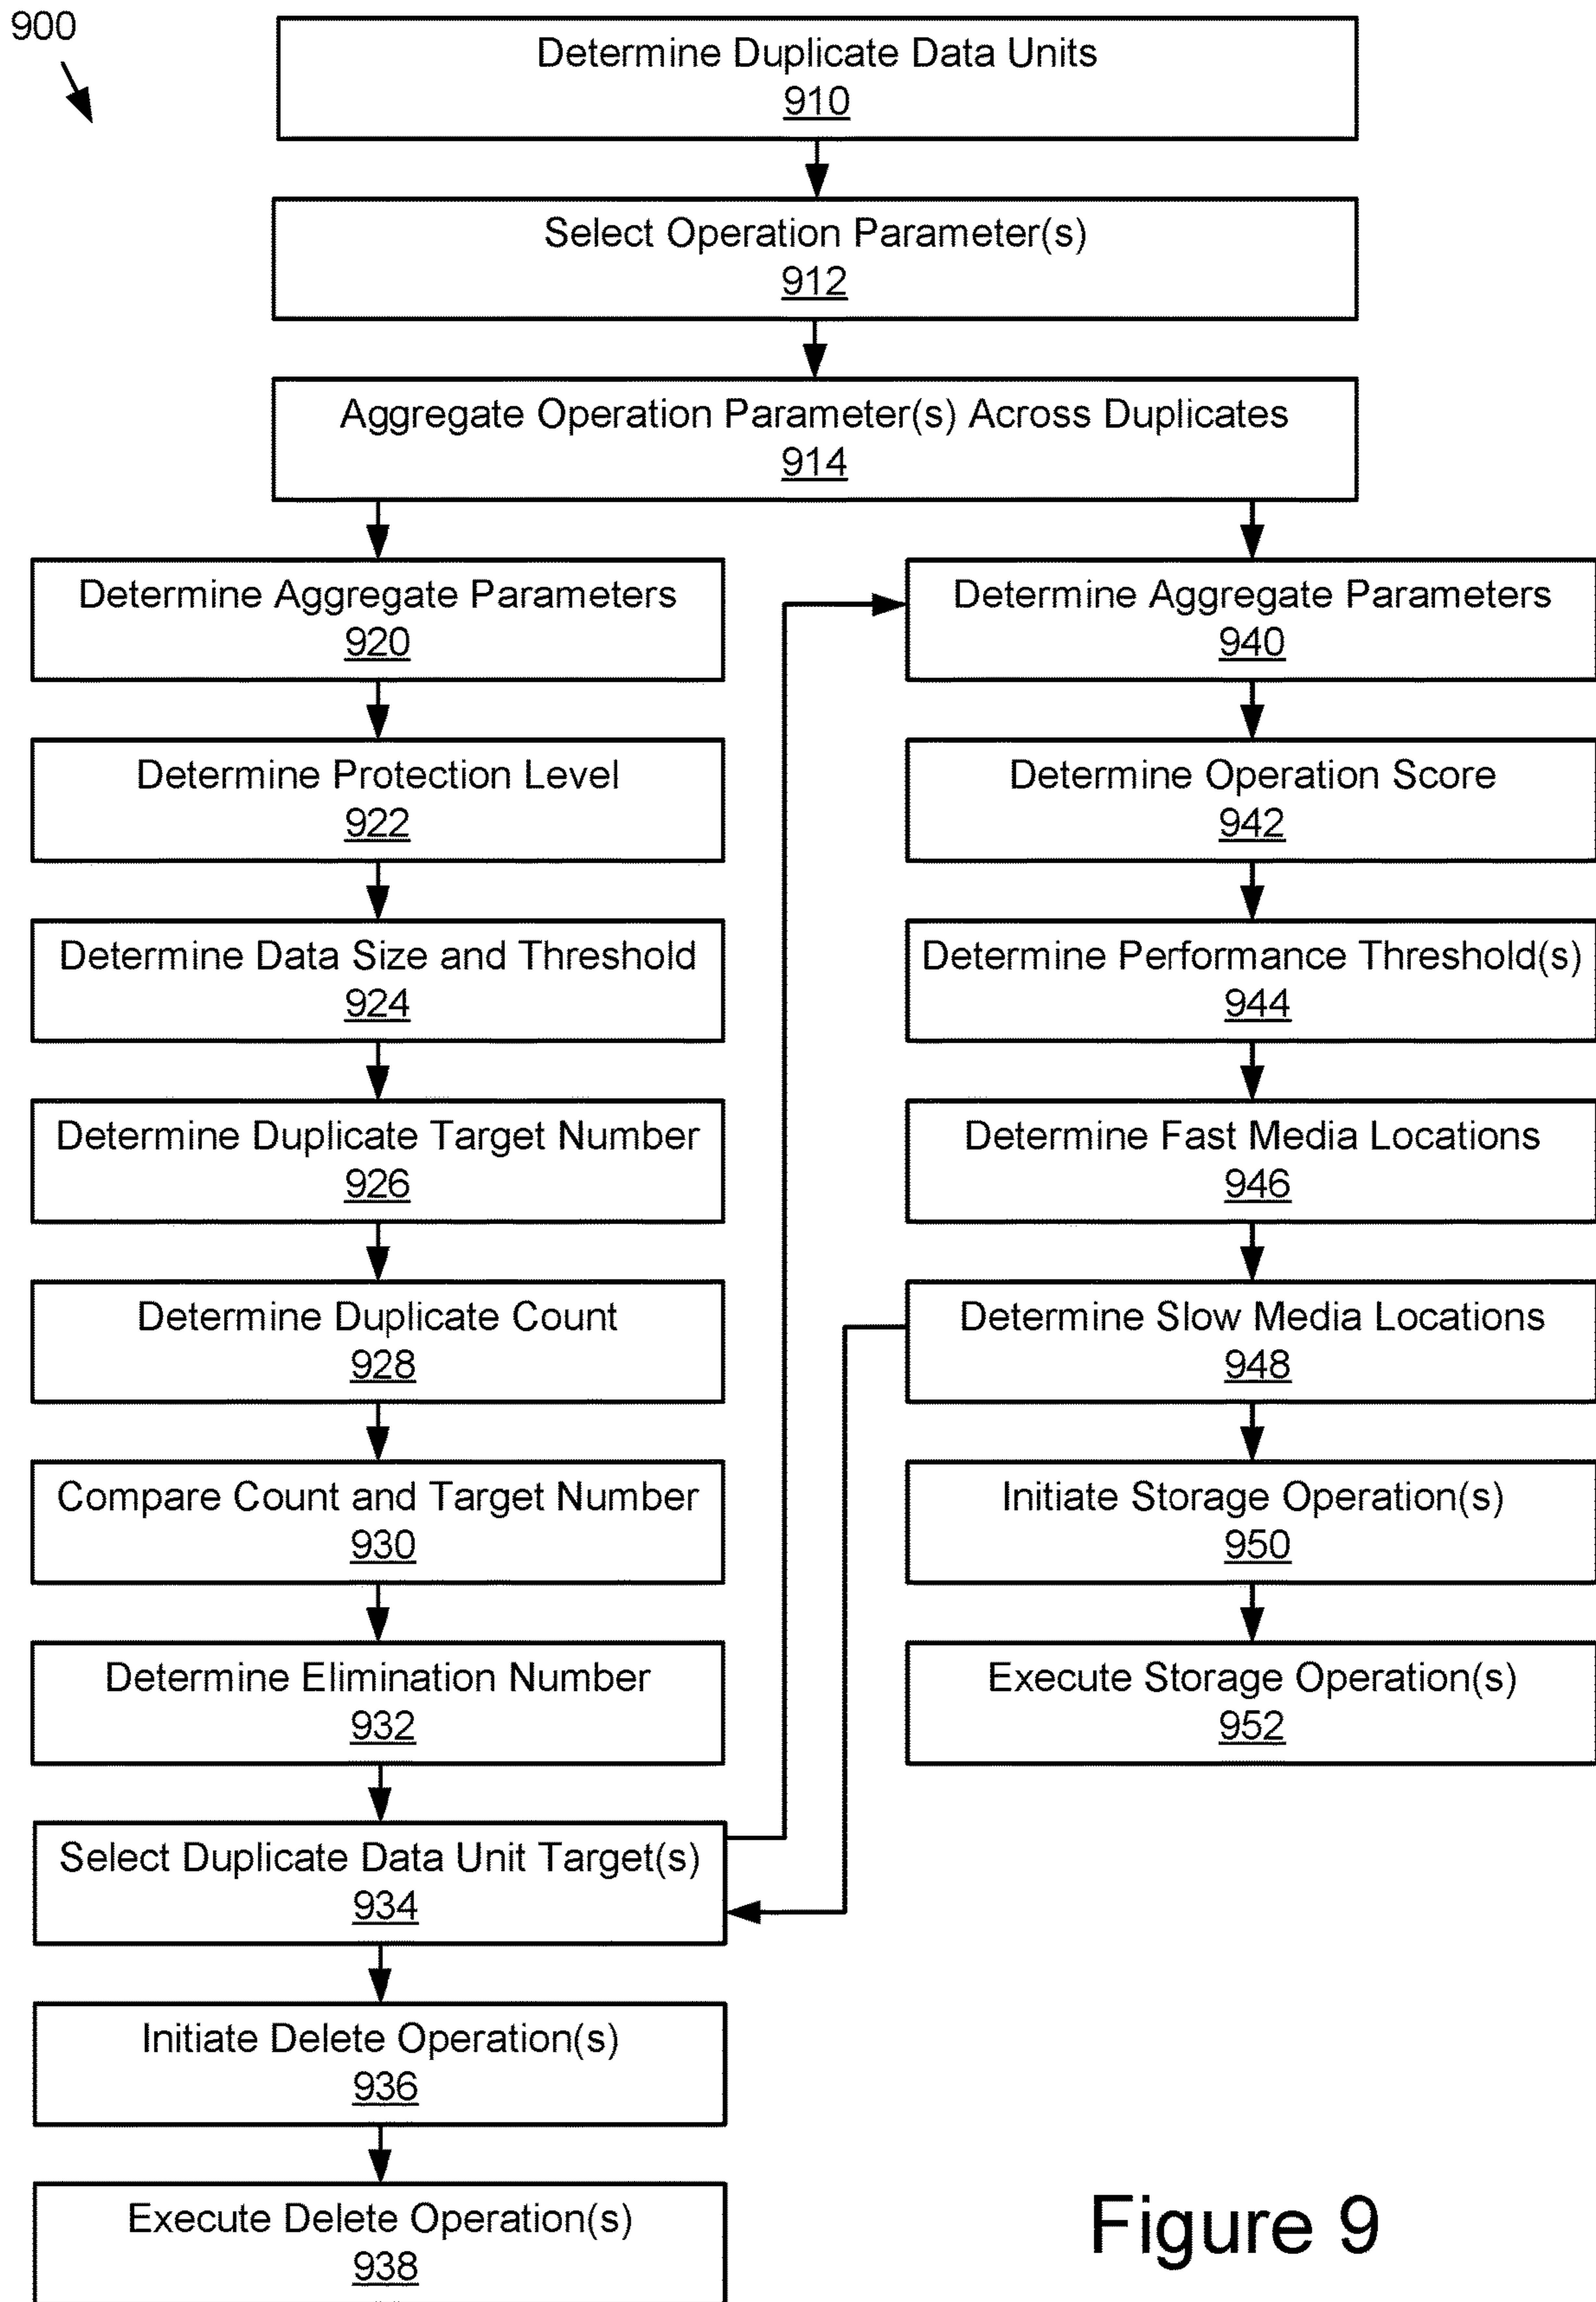 900
Determine Duplicate Data Units
910
Select Operation Parameter(s)
912
Aggregate Operation Parameter(s) Across Duplicates
914
Determine Aggregate Parameters
920
Determine Protection Level
922
Determine Data Size and Threshold
924
Determine Duplicate Target Number
926
Determine Duplicate Count
928
Compare Count and Target Number
930
Determine Elimination Number
932
Select Duplicate Data Unit Target(s)
934
Initiate Delete Operation(s)
936
Execute Delete Operation(s)
938
Determine Aggregate Parameters
940
Determine Operation Score
942
Determine Performance Threshold(s)
944
Determine Fast Media Locations
946
Determine Slow Media Locations
948
Initiate Storage Operation(s)
950
Execute Storage Operation(s)
952
Figure 9